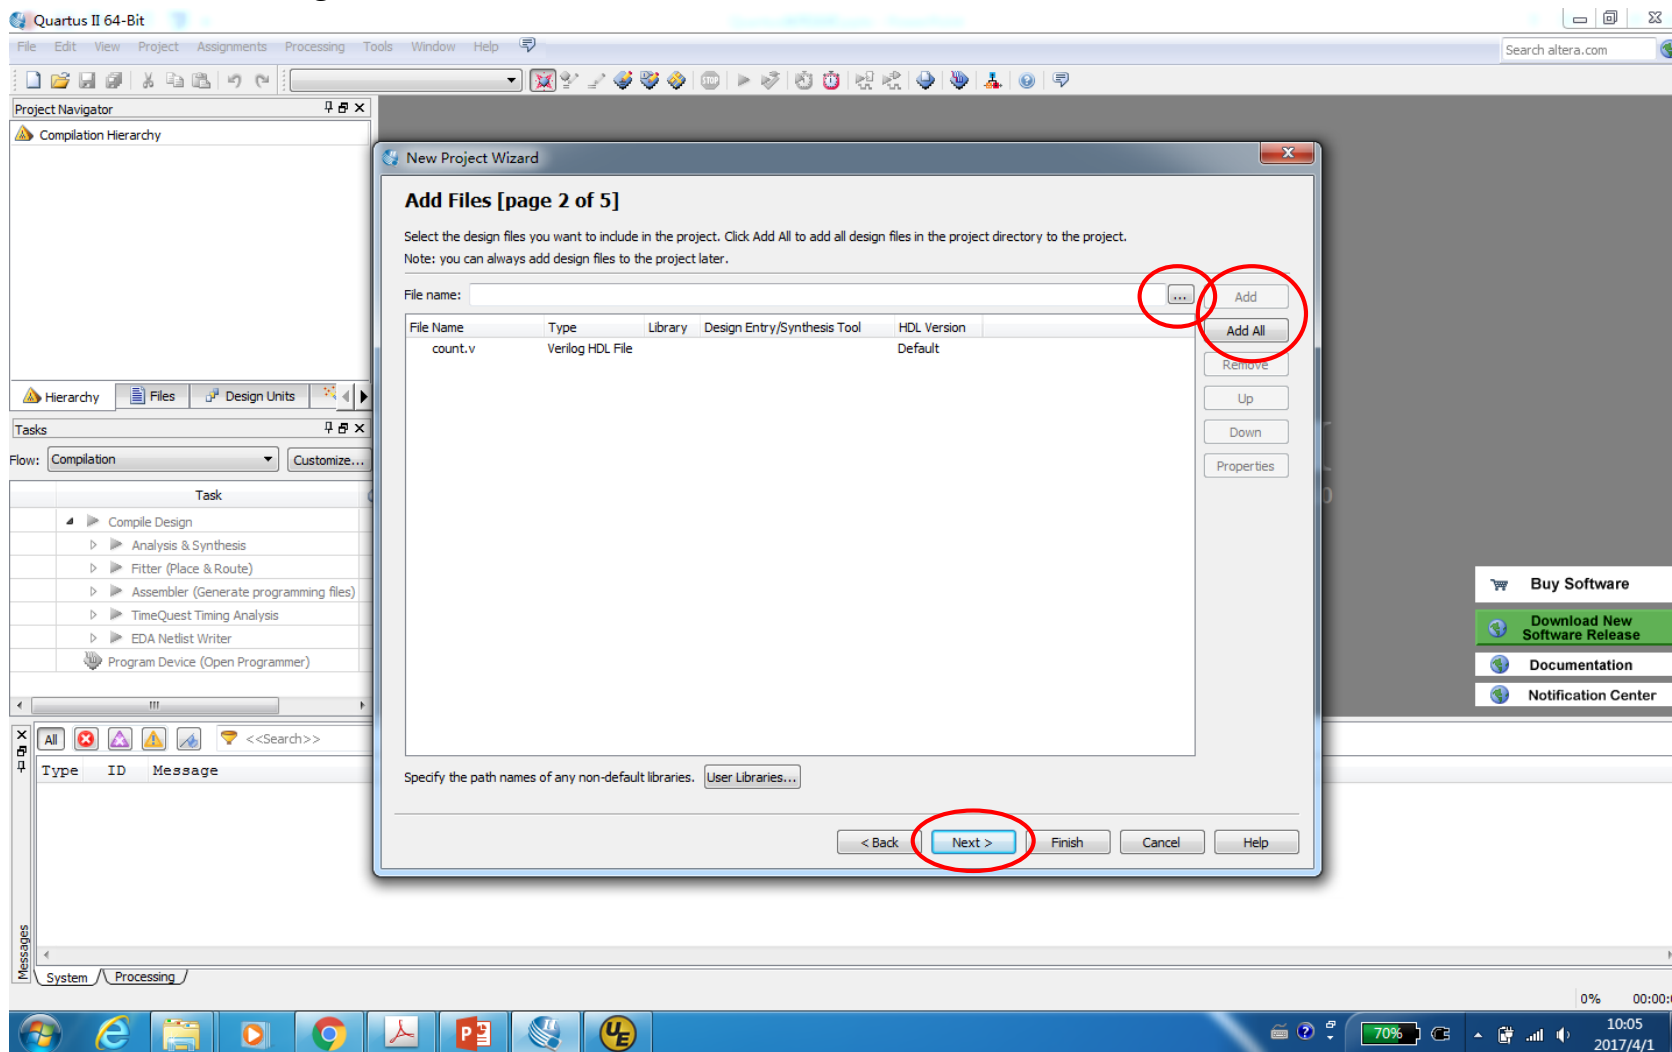 Quartus II 64-Bit
File Edit View Project Assignments Processing Tools Window Help
Search altera.com
STOP
Project Navigator
Compilation Hierarchy
Hierarchy Files Design Units
Tasks
Flow: Compilation Customize...
Task
Compile Design
Analysis & Synthesis
Fitter (Place & Route)
Assembler (Generate programming files)
TimeQuest Timing Analysis
EDA Netlist Writer
Program Device (Open Programmer)
New Project Wizard
Add Files [page 2 of 5]
Select the design files you want to include in the project. Click Add All to add all design files in the project directory to the project.
Note: you can always add design files to the project later.
File name: ... Add
File Name Type Library Design Entry/Synthesis Tool HDL Version
Add All
count.v Verilog HDL File Default
Remove
Up
Down
Properties
Specify the path names of any non-default libraries. User Libraries...
< Back Next > Finish Cancel Help
Buy Software
Download New
Software Release
Documentation
Notification Center
All <<Search>>
Type ID Message
Messages
System Processing
0% 00:00:
70%
10:05
2017/4/1